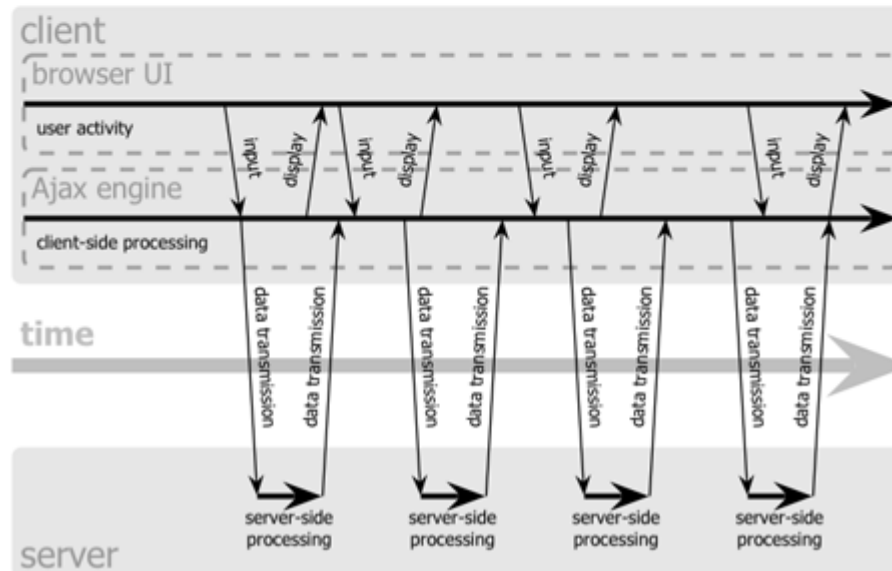 client
browser UI
user activity
input
display
input
display
input
display
input
display
Ajax engine
client-side processing
data transmission
data transmission
data transmission
data transmission
data transmission
data transmission
data transmission
data transmission
time
server-side
processing
server-side
processing
server-side
processing
server-side
processing
server